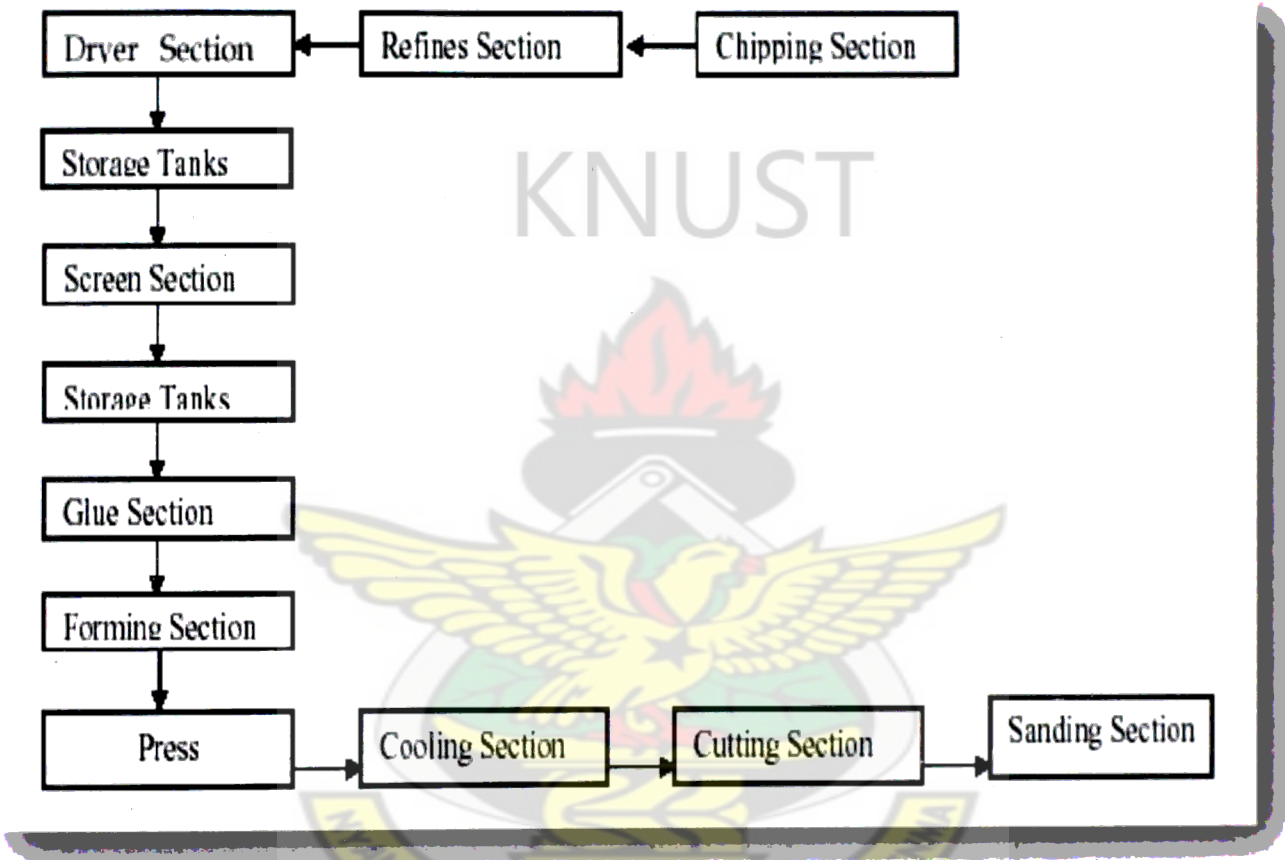 Dryer Section
Refines Section
Chipping Section
Storage Tanks
KNUST
Screen Section
Storage Tanks
Glue Section
Forming Section
Press
Cooling Section
Cutting Section
Sanding Section